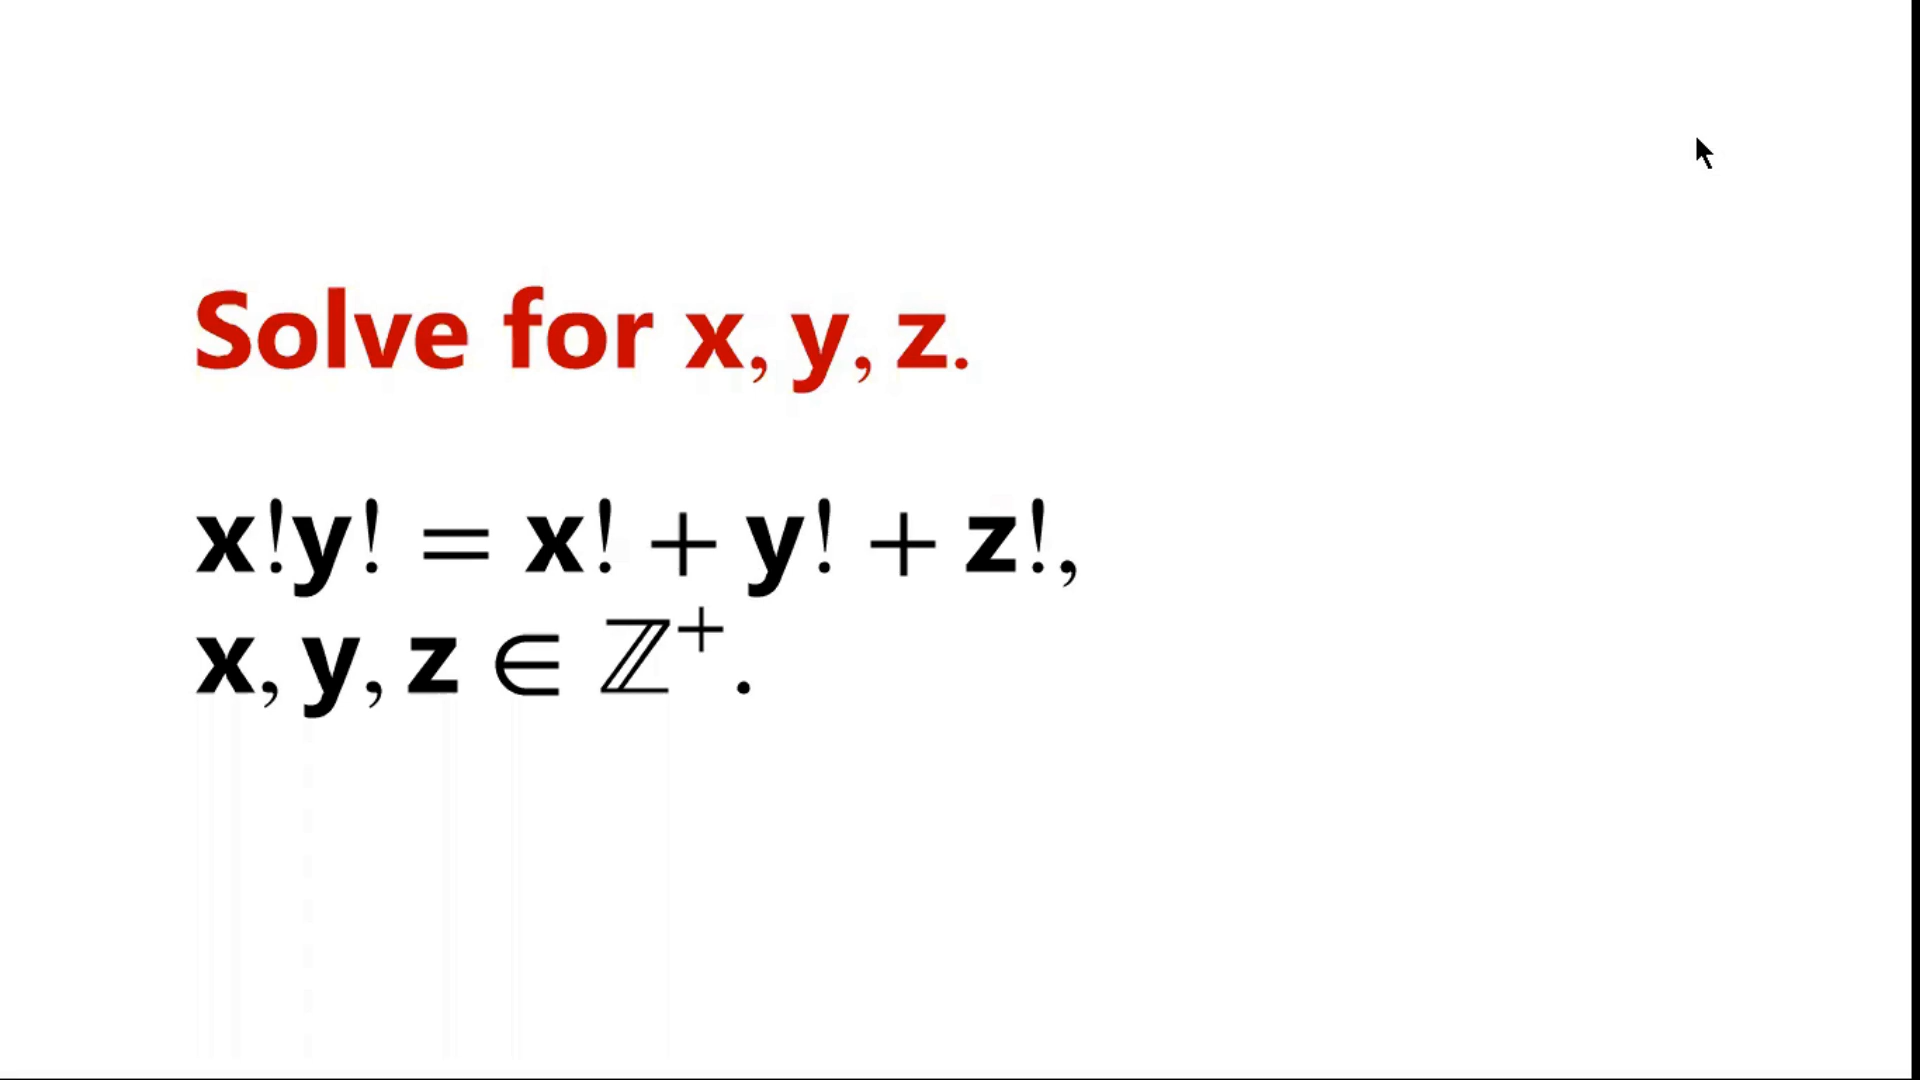 Solve for x, y, z.
x!y! = x! + y! + z!,
x, y, z ∈ ℤ⁺.